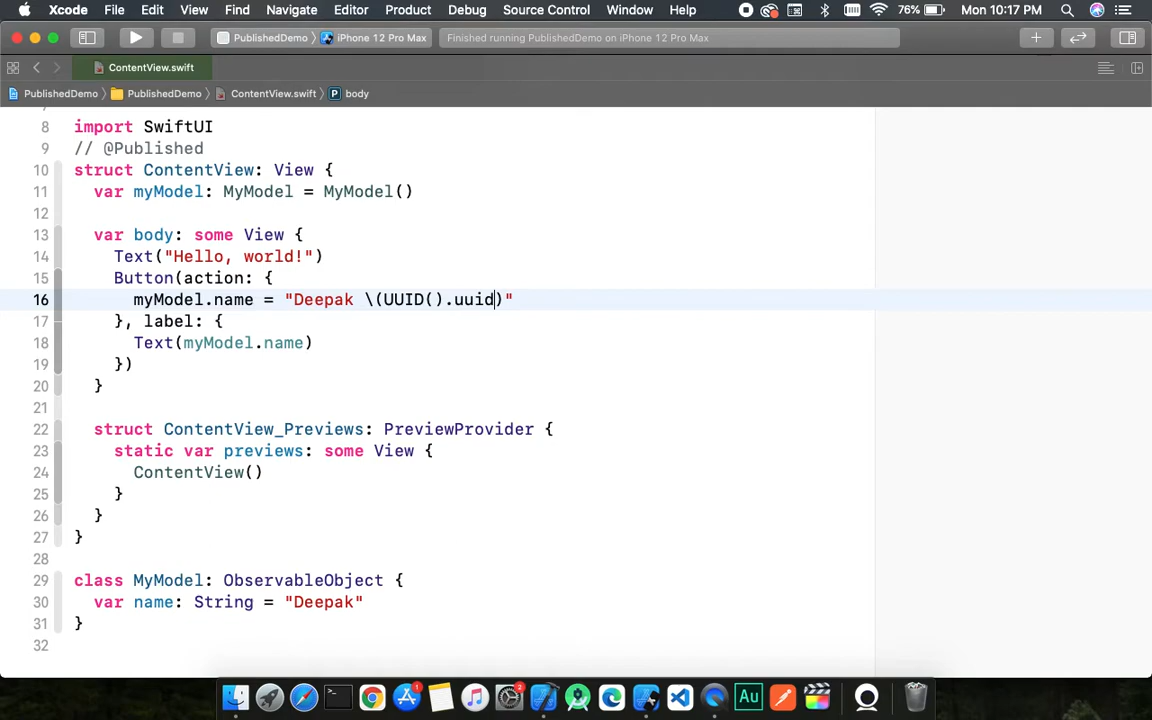 Xcode File Edit View Find Navigate Editor Product Debug Source Control Window Help 76% Mon 10:17 PM
PublishedDemo iPhone 12 Pro Max Finished running PublishedDemo on iPhone 12 Pro Max
ContentView.swift
PublishedDemo PublishedDemo ContentView.swift P body
8 import SwiftUI
9 // @Published
10 struct ContentView: View {
11 var myModel: MyModel = MyModel()
12
13 var body: some View {
14 Text("Hello, world!")
15 Button(action: {
16 myModel.name = "Deepak \(UUID().uuid)"
17 }, label: {
18 Text(myModel.name)
19 })
20 }
21
22 struct ContentView_Previews: PreviewProvider {
23 static var previews: some View {
24 ContentView()
25 }
26 }
27 }
28
29 class MyModel: ObservableObject {
30 var name: String = "Deepak"
31 }
32
1 2
Au